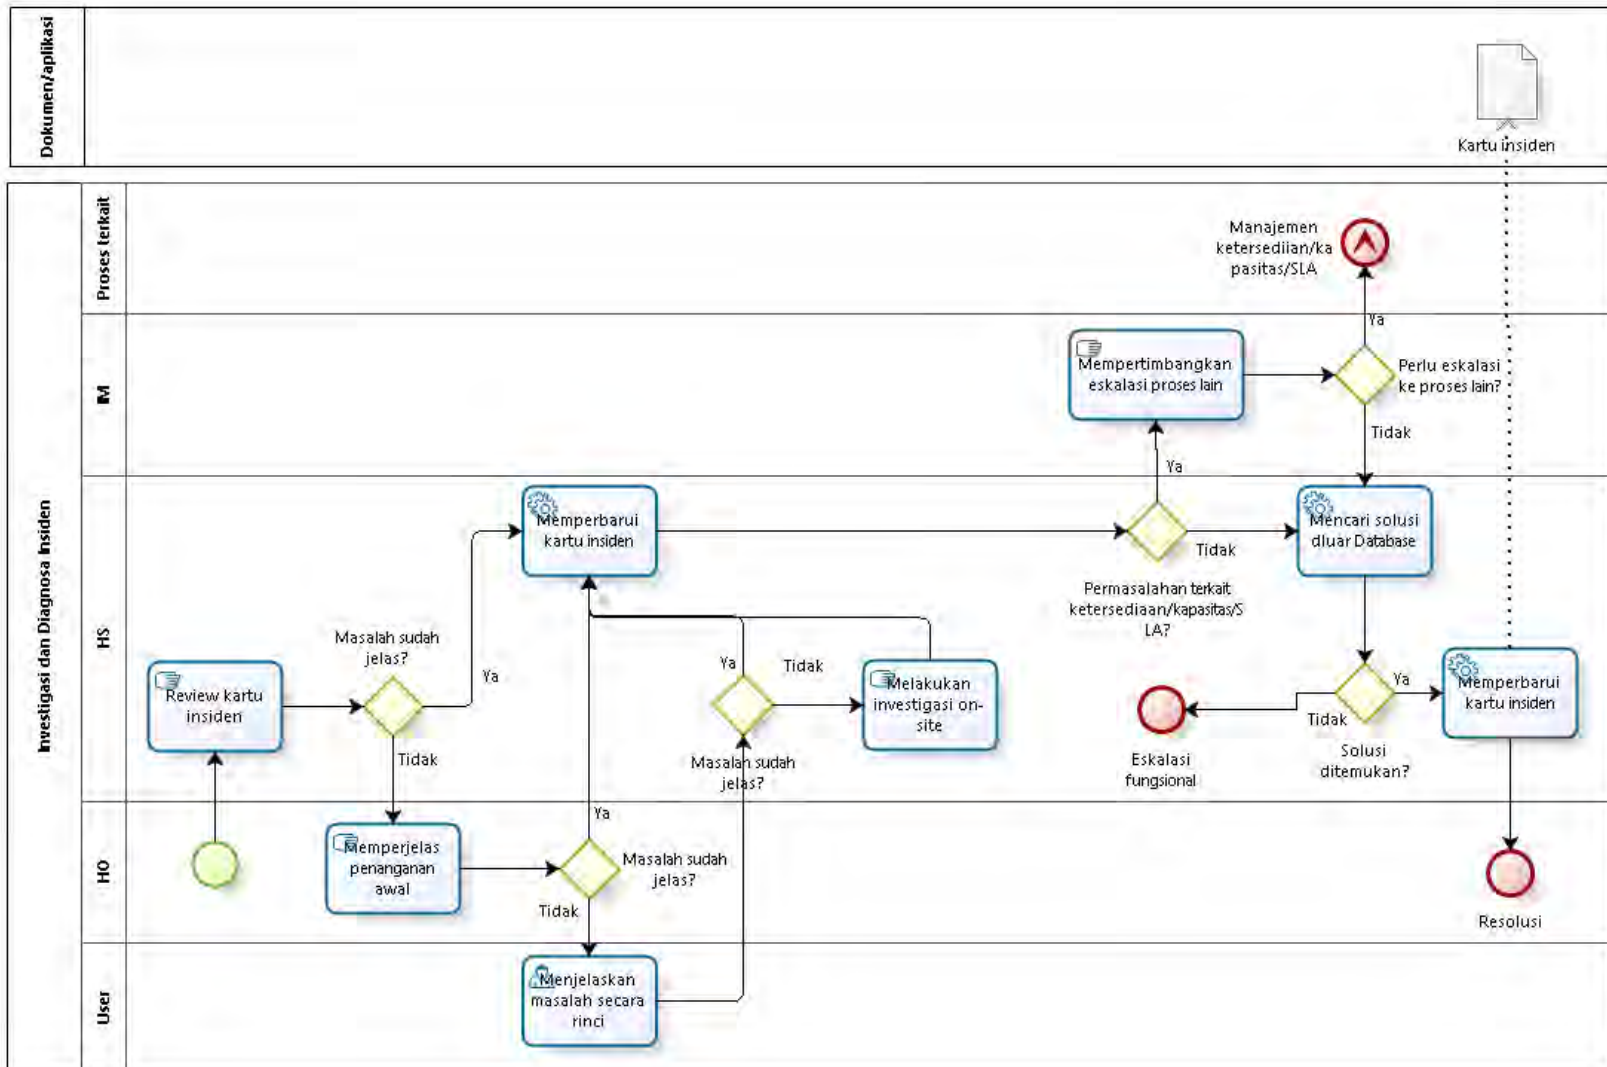 Dokumen/aplikasi
Kartu insiden
Investigasi dan Diagnosa Insiden
Proses terkait
Manajemen
ketersediian/ka
pasitas/SLA
Ya
IM
Mempertimbangkan
eskalasi proses lain
Perlu eskalasi
ke proses lain?
Tidak
Ya
HS
Memperbarui
kartu insiden
Tidak
Mencari solusi
dluar Database
Permasalahan terkait
ketersediaan/kapasitas/S
LA?
Masalah sudah
jelas?
Ya
Review kartu
insiden
Tidak
Ya
Tidak
Melakukan
investigasi on-
site
Masalah sudah
jelas?
Ya
Memperbarui
kartu insiden
Tidak
Solusi
ditemukan?
Eskalasi
fungsional
HO
Ya
Memperjelas
penanganan
awal
Masalah sudah
jelas?
Tidak
Resolusi
User
Menjelaskan
masalah secara
rinci